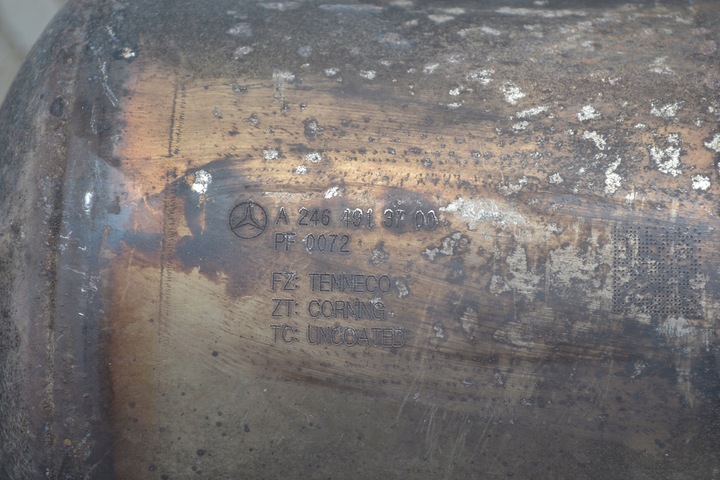 A 246 491 37 00
PF 0072
FZ: TENNECO
ZT: CORNING
TC: UNCOATED